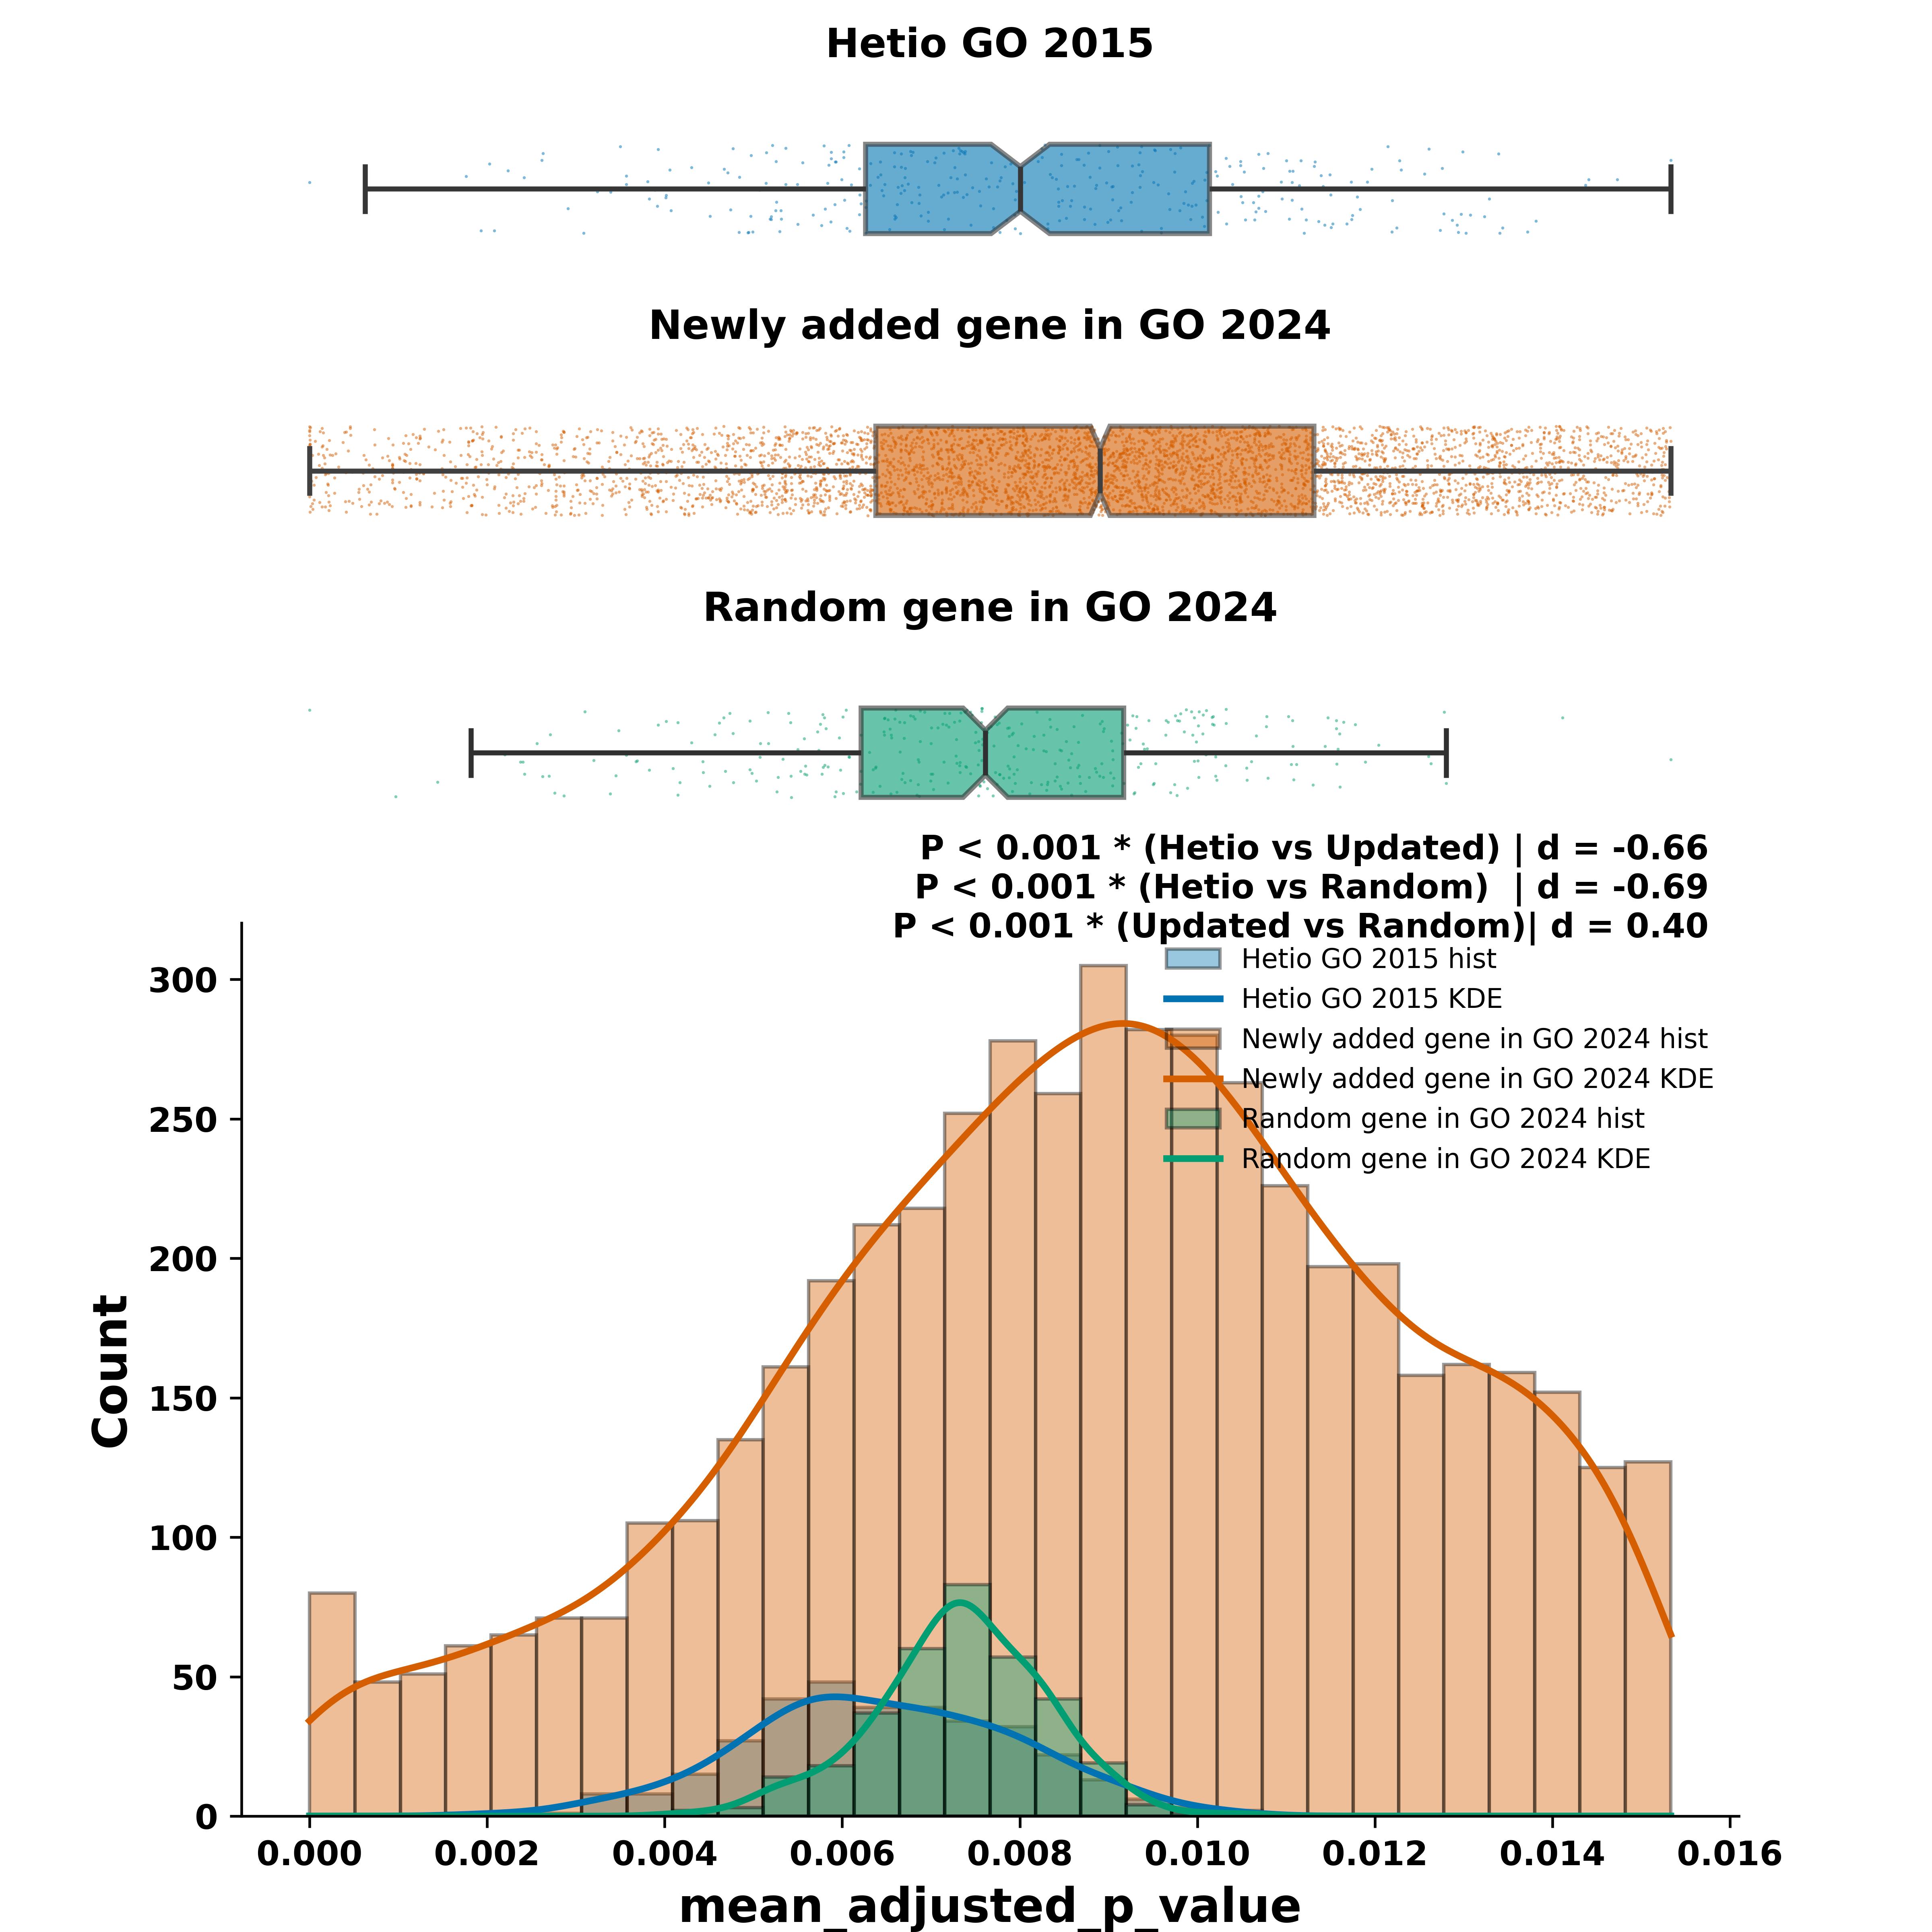 Hetio GO 2015
Newly added gene in GO 2024
Random gene in GO 2024
P < 0.001 * (Hetio vs Updated) | d = -0.66
P < 0.001 * (Hetio vs Random)  | d = -0.69
P < 0.001 * (Updated vs Random)| d = 0.40
Hetio GO 2015 hist
Hetio GO 2015 KDE
Newly added gene in GO 2024 hist
Newly added gene in GO 2024 KDE
Random gene in GO 2024 hist
Random gene in GO 2024 KDE
Count
300
250
200
150
100
50
0
0.000 0.002 0.004 0.006 0.008 0.010 0.012 0.014 0.016
mean_adjusted_p_value